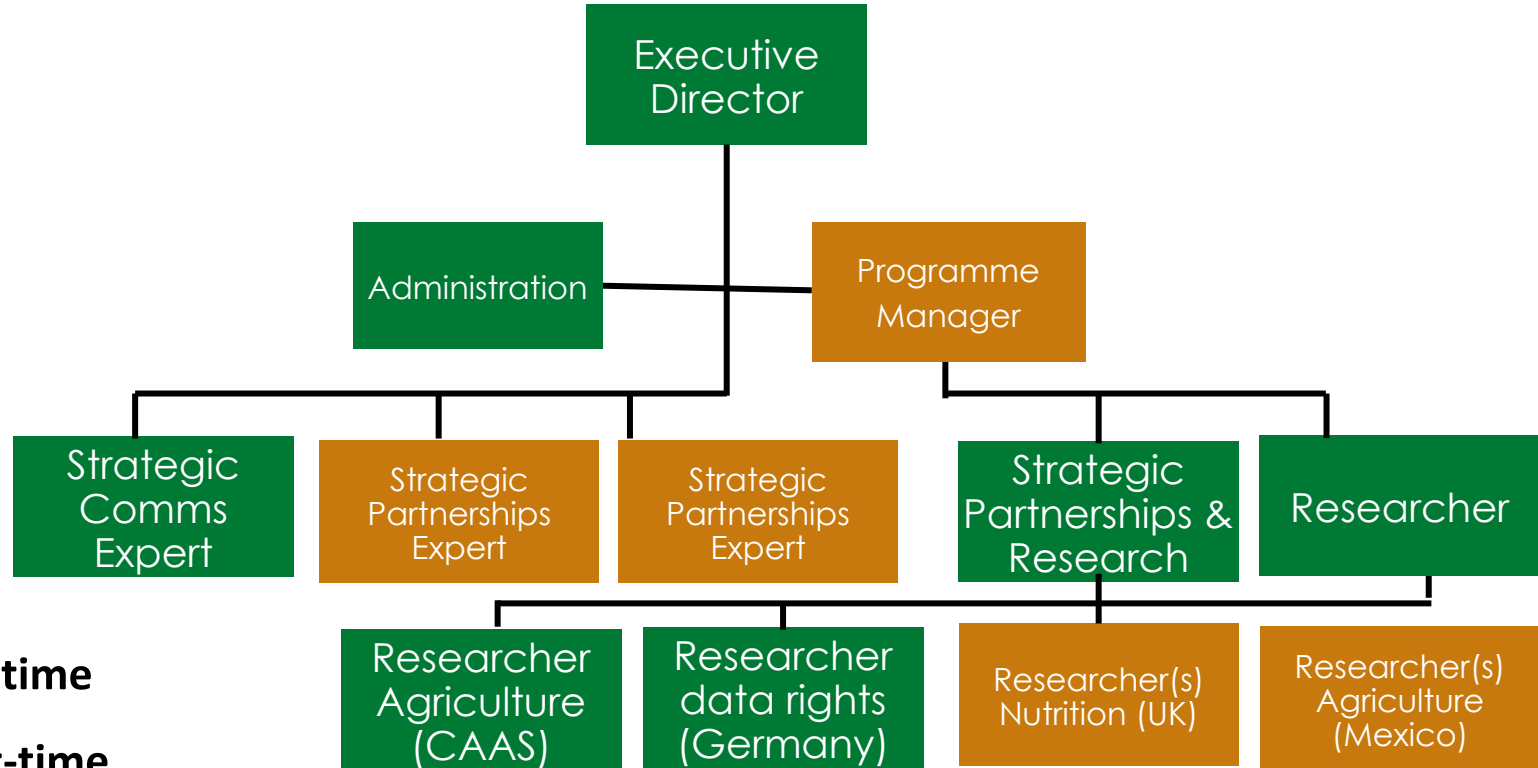 Executive
Director
Administration
Programme
Manager
Strategic
Comms
Expert
Strategic
Partnerships
Expert
Strategic
Partnerships
Expert
Strategic
Partnerships &
Research
Researcher
Researcher
Agriculture
(CAAS)
Researcher
data rights
(Germany)
Researcher(s)
Nutrition (UK)
Researcher(s)
Agriculture
(Mexico)
time
-time